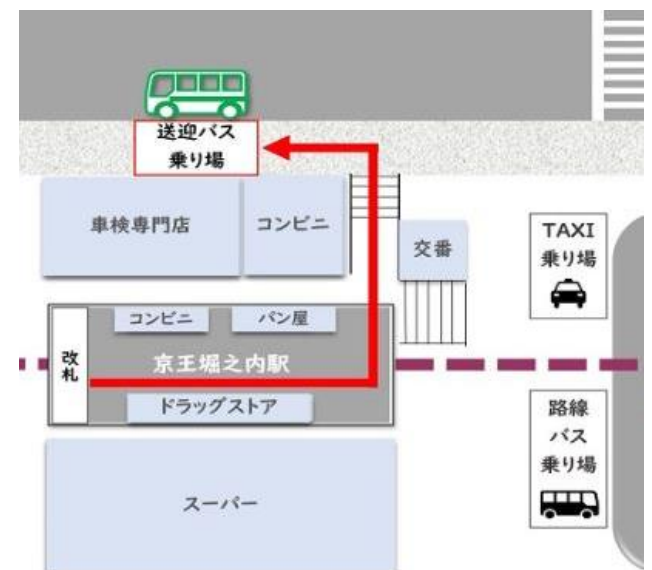 送迎バス
乗り場
車検専門店
コンビニ
交番
TAXI
乗り場
コンビニ
パン屋
改札
京王堀之内駅
ドラッグストア
路線
バス
乗り場
スーパー